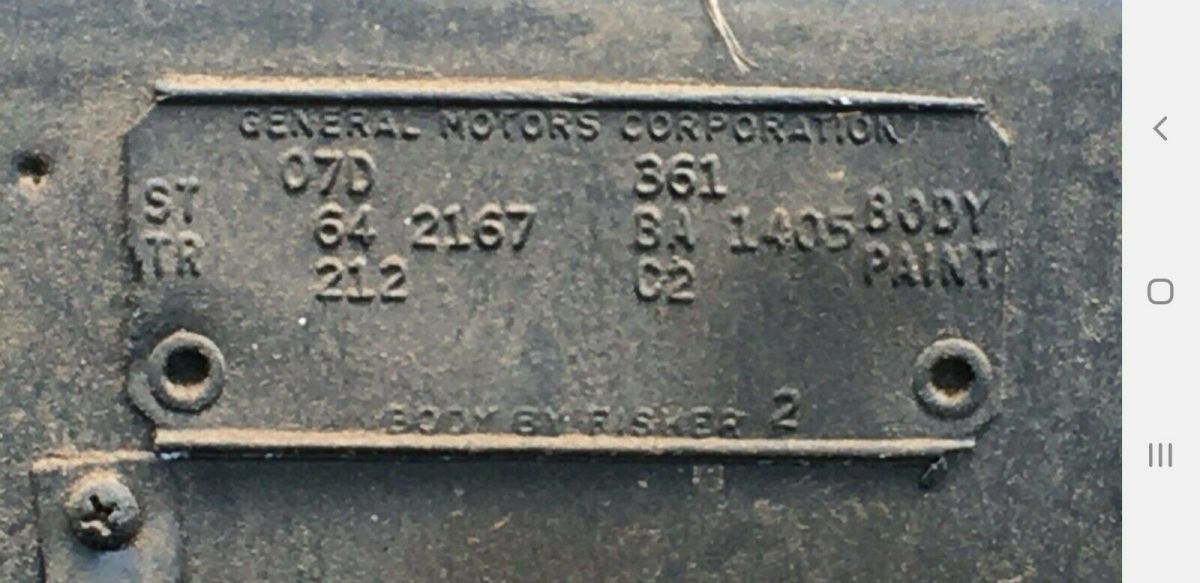 GENERAL MOTORS CORPORATION
07D 361
ST 64 2167 BA 1405 BODY
TR 212 C2 PAINT
BODY BY FISHER 2